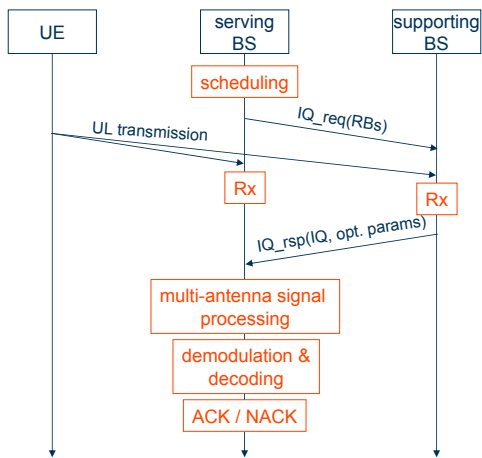 UE
serving
BS
supporting
BS
scheduling
IQ_req(RBs)
UL transmission
Rx
Rx
IQ_rsp(IQ, opt. params)
multi-antenna signal
processing
demodulation &
decoding
ACK / NACK